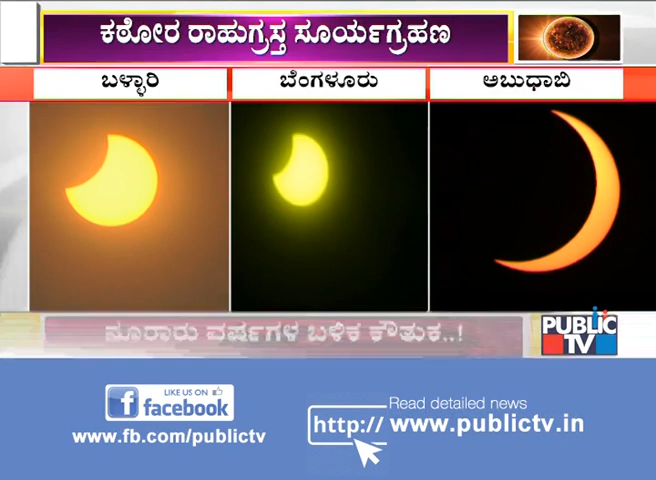 ಕಠೋರ ರಾಹುಗ್ರಸ್ತ ಸೂರ್ಯಗ್ರಹಣ
ಬಳ್ಳಾರಿ
ಬೆಂಗಳೂರು
ಅಬುಧಾಬಿ
ನೂರಾರು ವರ್ಷಗಳ ಬಳಿಕ ಕೌತುಕ..!
PUBLiC
TV
LIKE US ON
facebook
www.fb.com/publictv
Read detailed news
http:// www.publictv.in